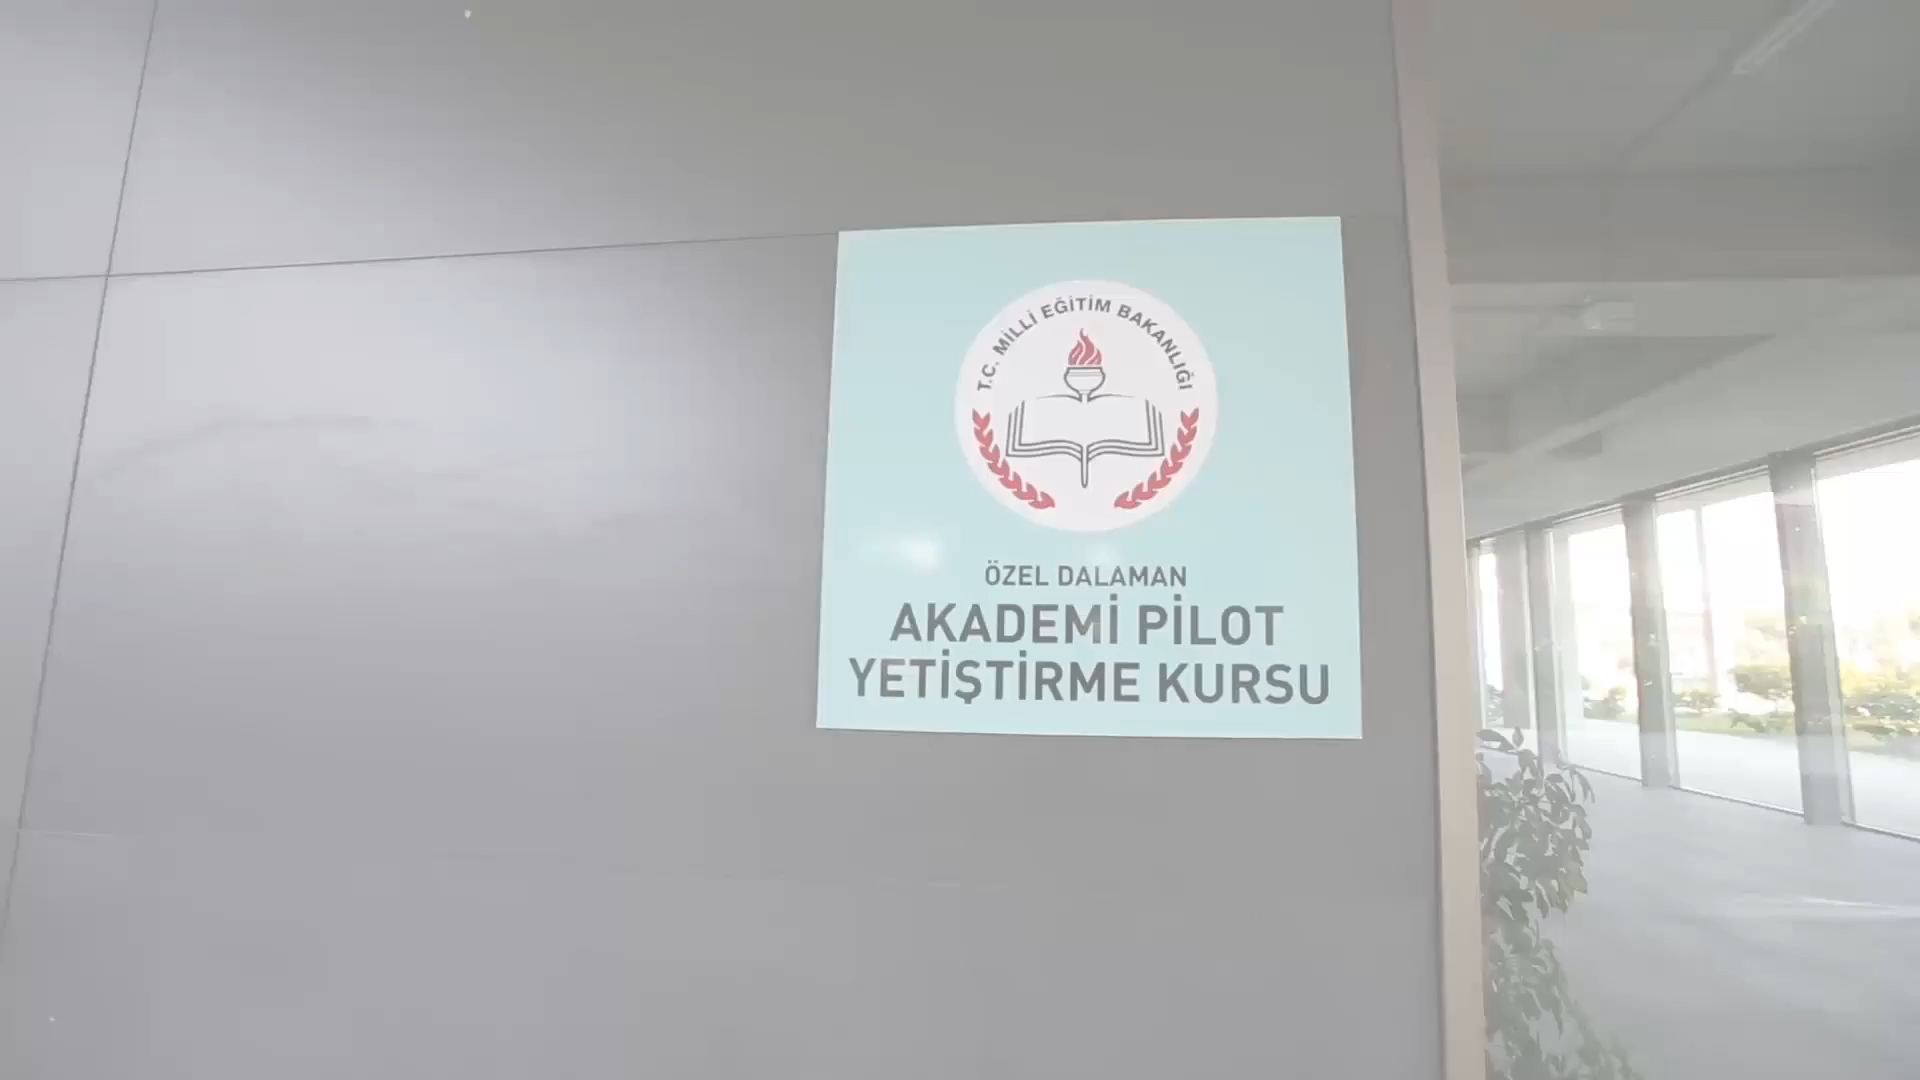 T.C. MİLLİ EĞİTİM BAKANLIĞI
ÖZEL DALAMAN
AKADEMİ PİLOT
YETİŞTİRME KURSU